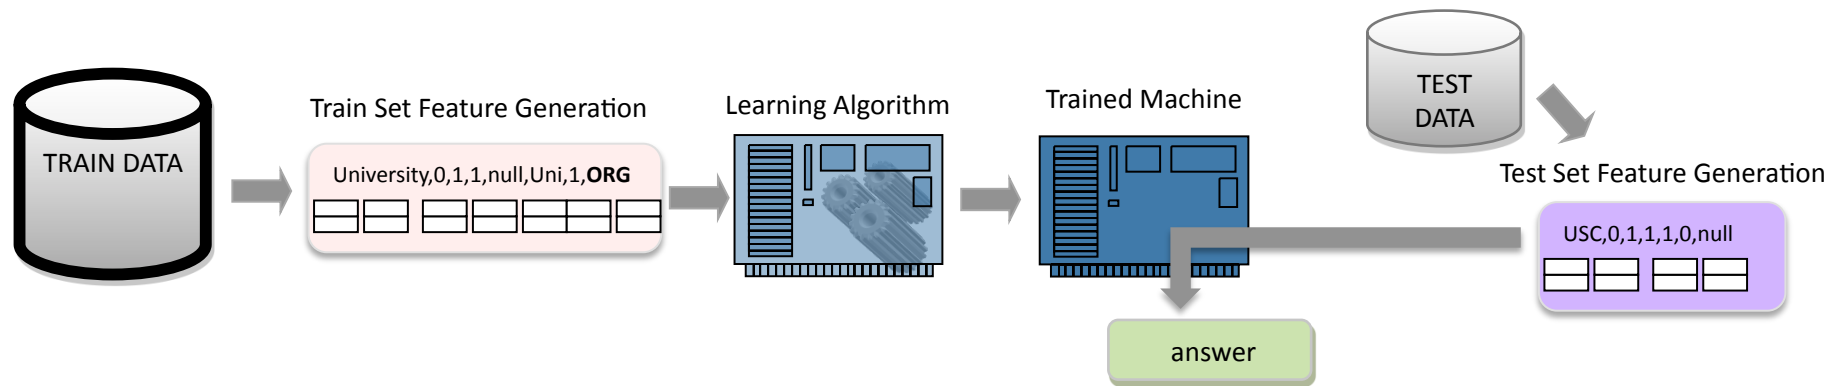 TRAIN DATA
Train Set Feature Generation
University,0,1,1,null,Uni,1,ORG
Learning Algorithm
Trained Machine
TEST
DATA
Test Set Feature Generation
USC,0,1,1,1,0,null
answer